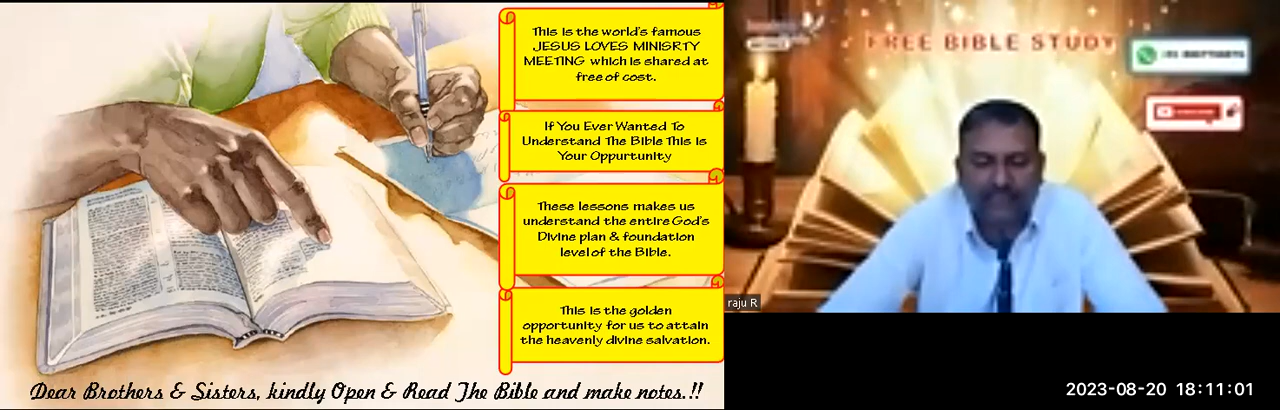 This is the world's famous
JESUS LOVES MINISRTY
MEETING which is shared at
free of cost.
If You Ever Wanted To
Understand The Bible This is
Your Oppurtunity
These lessons makes us
understand the entire God's
Divine plan & foundation
level of the Bible.
This is the golden
opportunity for us to attain
the heavenly divine salvation.
Dear Brothers & Sisters, kindly Open & Read The Bible and make notes.!!
FREE BIBLE STUDY
raju R
2023-08-20 18:11:01